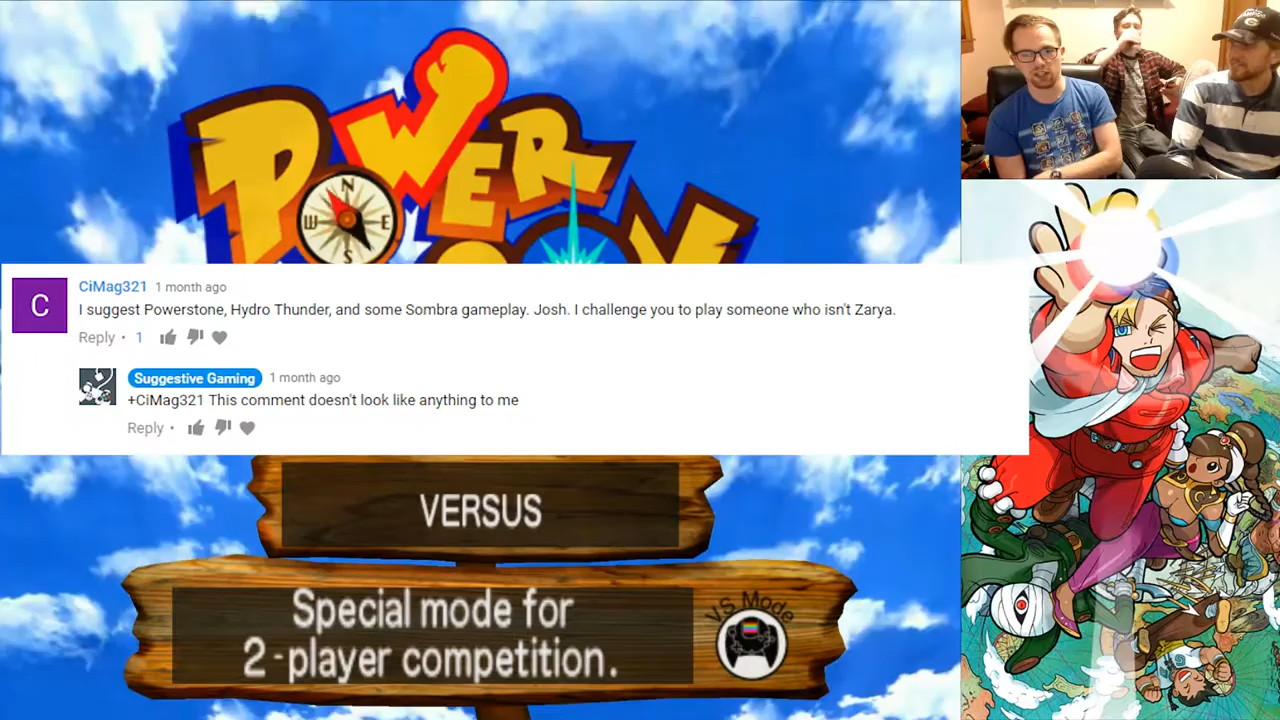 POWER
N
W E
S
C
CiMag321 1 month ago
I suggest Powerstone, Hydro Thunder, and some Sombra gameplay. Josh. I challenge you to play someone who isn't Zarya.
Reply • 1
Suggestive Gaming 1 month ago
+CiMag321 This comment doesn't look like anything to me
Reply •
VERSUS
Special mode for
2-player competition.
VS Mode